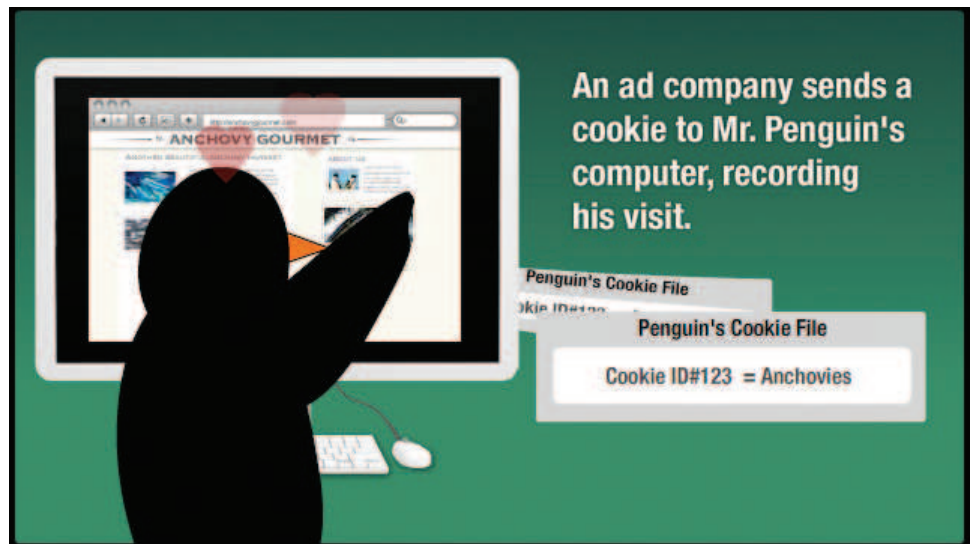 An ad company sends a
cookie to Mr. Penguin's
computer, recording
his visit.
ANCHOVY GOURMET
ABOUT US
Penguin's Cookie File
Penguin's Cookie File
Cookie ID#123 = Anchovies